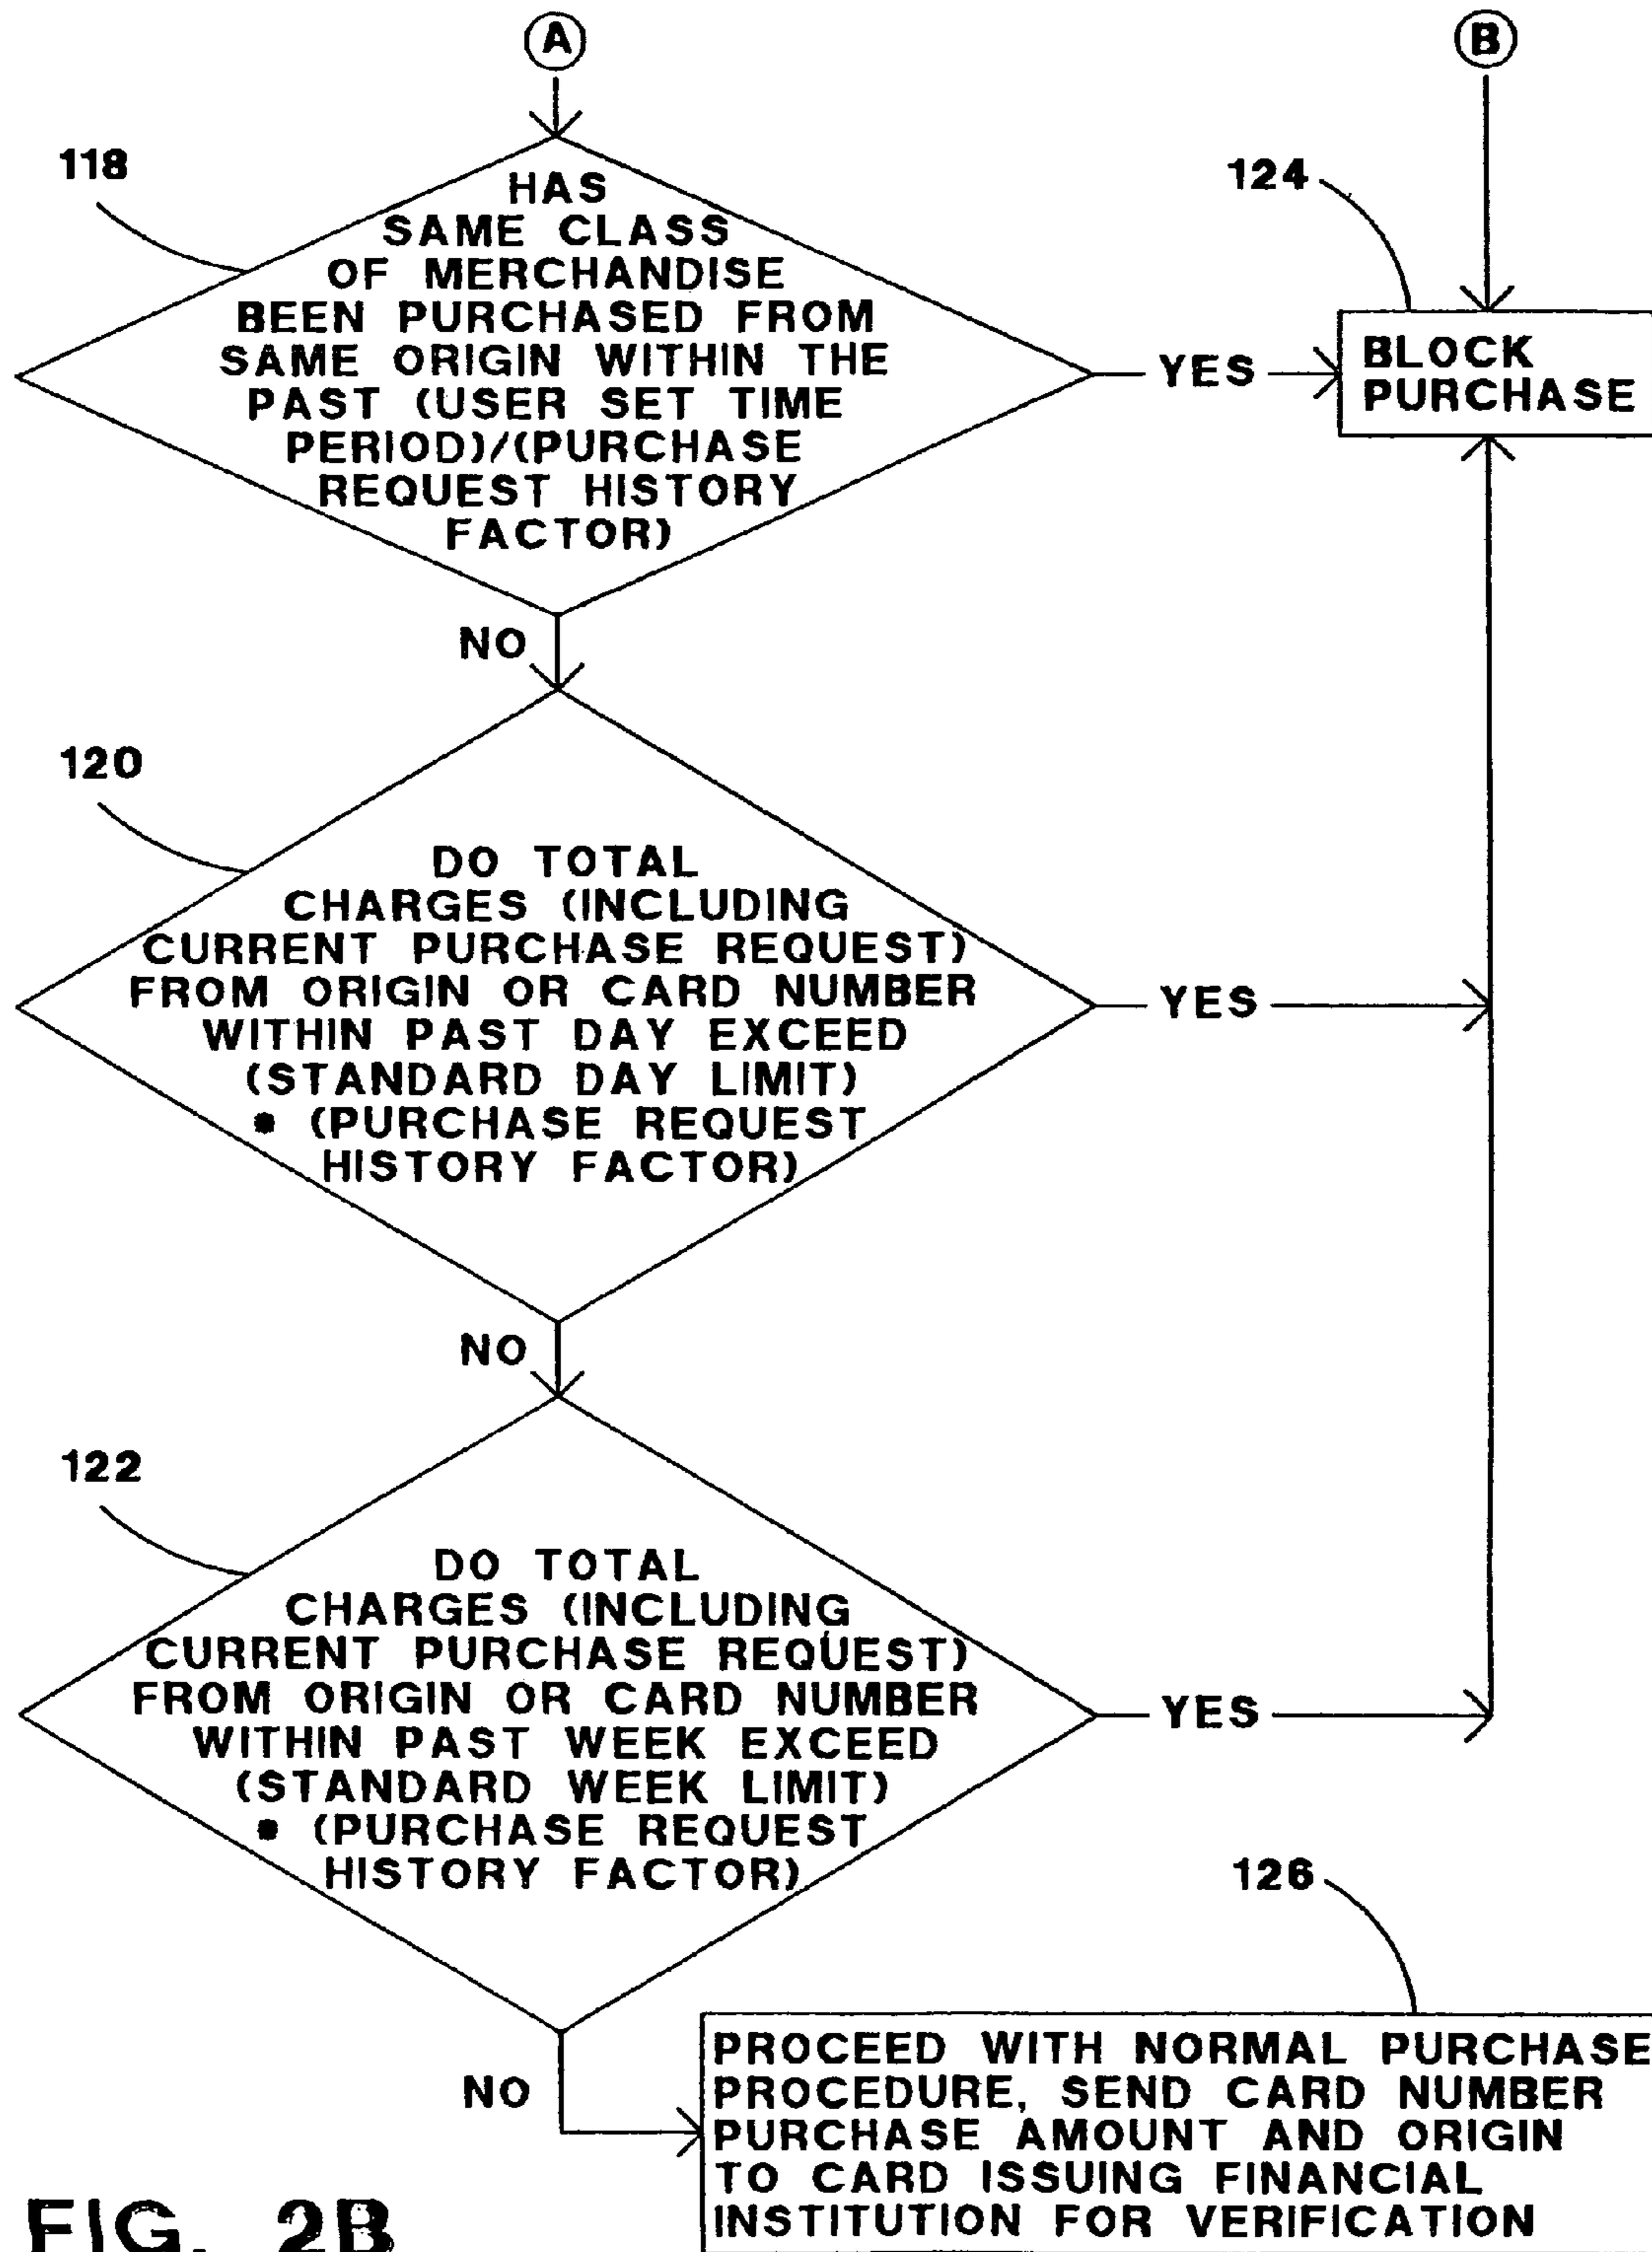 A
B
118
HAS
SAME CLASS
OF MERCHANDISE
BEEN PURCHASED FROM
SAME ORIGIN WITHIN THE
PAST (USER SET TIME
PERIOD)/(PURCHASE
REQUEST HISTORY
FACTOR)
YES
124
BLOCK
PURCHASE
NO
120
DO TOTAL
CHARGES (INCLUDING
CURRENT PURCHASE REQUEST)
FROM ORIGIN OR CARD NUMBER
WITHIN PAST DAY EXCEED
(STANDARD DAY LIMIT)
• (PURCHASE REQUEST
HISTORY FACTOR)
YES
NO
122
DO TOTAL
CHARGES (INCLUDING
CURRENT PURCHASE REQUEST)
FROM ORIGIN OR CARD NUMBER
WITHIN PAST WEEK EXCEED
(STANDARD WEEK LIMIT)
• (PURCHASE REQUEST
HISTORY FACTOR)
YES
NO
126
PROCEED WITH NORMAL PURCHASE
PROCEDURE, SEND CARD NUMBER
PURCHASE AMOUNT AND ORIGIN
TO CARD ISSUING FINANCIAL
INSTITUTION FOR VERIFICATION
FIG. 2B